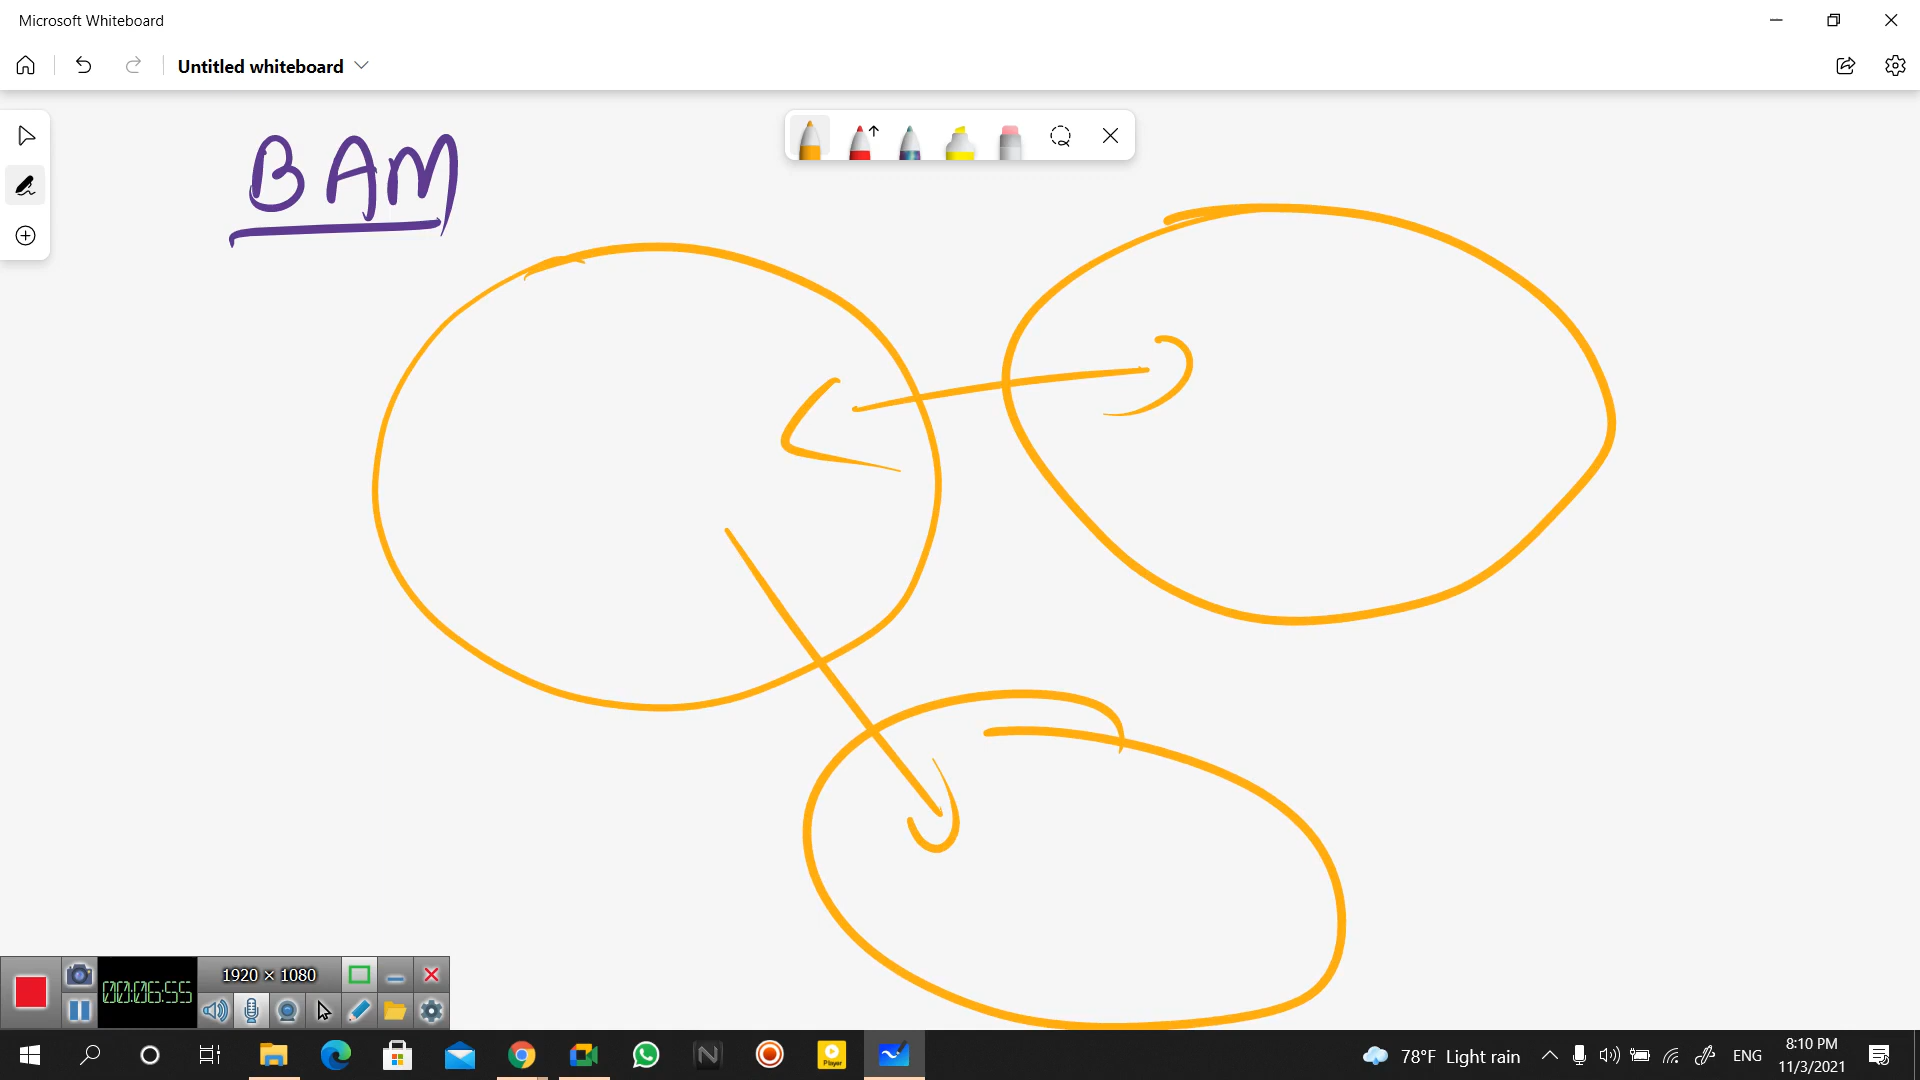 Microsoft Whiteboard
Untitled whiteboard
BAM
1920 × 1080
00:06:55
Player
N
78°F Light rain
ENG
8:10 PM
11/3/2021